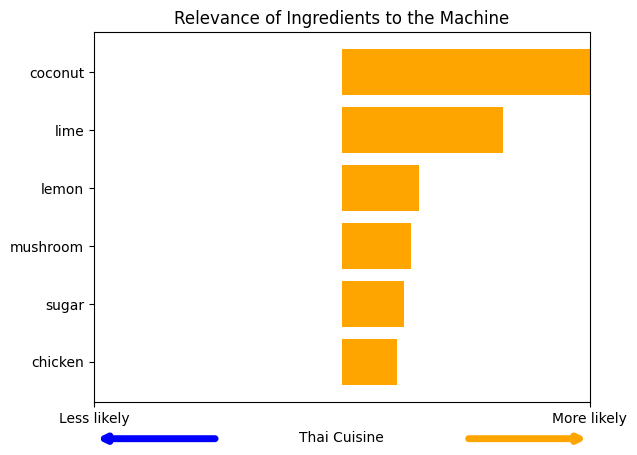 Relevance of Ingredients to the Machine
coconut
lime
lemon
mushroom
sugar
chicken
Less likely
More likely
Thai Cuisine